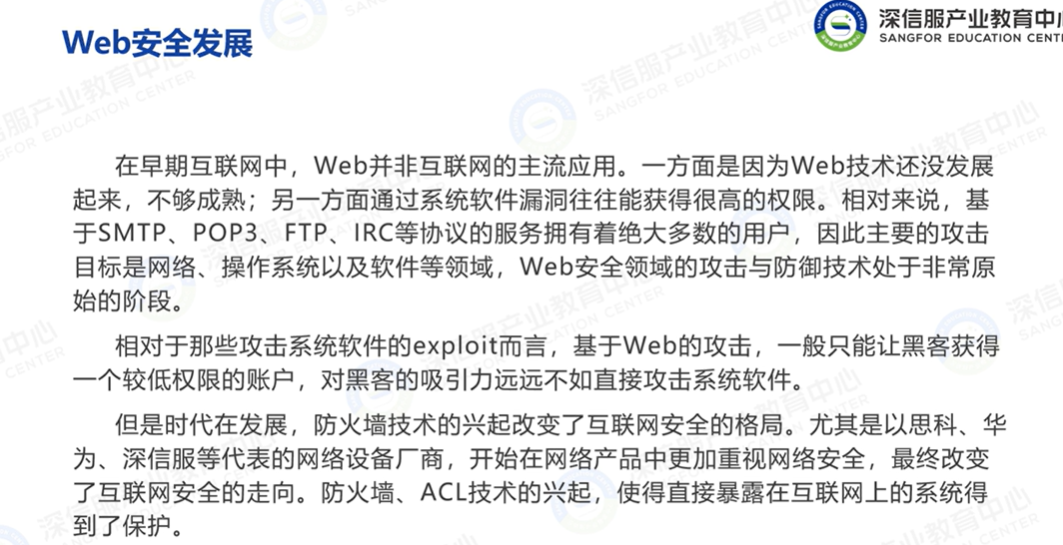 Web安全发展
深信服产业教育中心
SANGFOR EDUCATION CENT
在早期互联网中，Web并非互联网的主流应用。一方面是因为Web技术还没发展
起来，不够成熟；另一方面通过系统软件漏洞往往能获得很高的权限。相对来说，基
于SMTP、POP3、FTP、IRC等协议的服务拥有着绝大多数的用户，因此主要的攻击
目标是网络、操作系统以及软件等领域，Web安全领域的攻击与防御技术处于非常原
始的阶段。
相对于那些攻击系统软件的exploit而言，基于Web的攻击，一般只能让黑客获得
一个较低权限的账户，对黑客的吸引力远远不如直接攻击系统软件。
但是时代在发展，防火墙技术的兴起改变了互联网安全的格局。尤其是以思科、华
为、深信服等代表的网络设备厂商，开始在网络产品中更加重视网络安全，最终改变
了互联网安全的走向。防火墙、ACL技术的兴起，使得直接暴露在互联网上的系统得
到了保护。